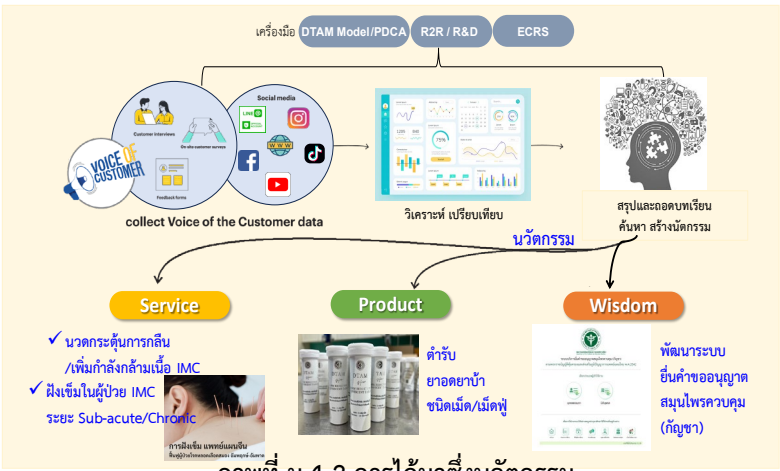 เครื่องมือ DTAM Model/PDCA R2R / R&D ECRS
Social media
LINE
Customer interviews
On site customer surveys
WWW
VOICE OF
CUSTOMER
Feedback forms
75%
collect Voice of the Customer data
วิเคราะห์ เปรียบเทียบ
สรุปและถอดบทเรียน
ค้นหา สร้างนัตกรรม
นวัตกรรม
Service
Product
Wisdom
✓ นวดกระตุ้นการกลืน
/เพิ่มกำลังกล้ามเนื้อ IMC
✓ ฝังเข็มในผู้ป่วย IMC
ระยะ Sub-acute/Chronic
การฝังเข็ม แพทย์แผนจีน
DTAM
ตำรับ
ยาอดยาบ้า
ชนิดเม็ด/เม็ดฟู่
พัฒนาระบบ
ยื่นคำขออนุญาต
สมุนไพรควบคุม
(กัญชา)